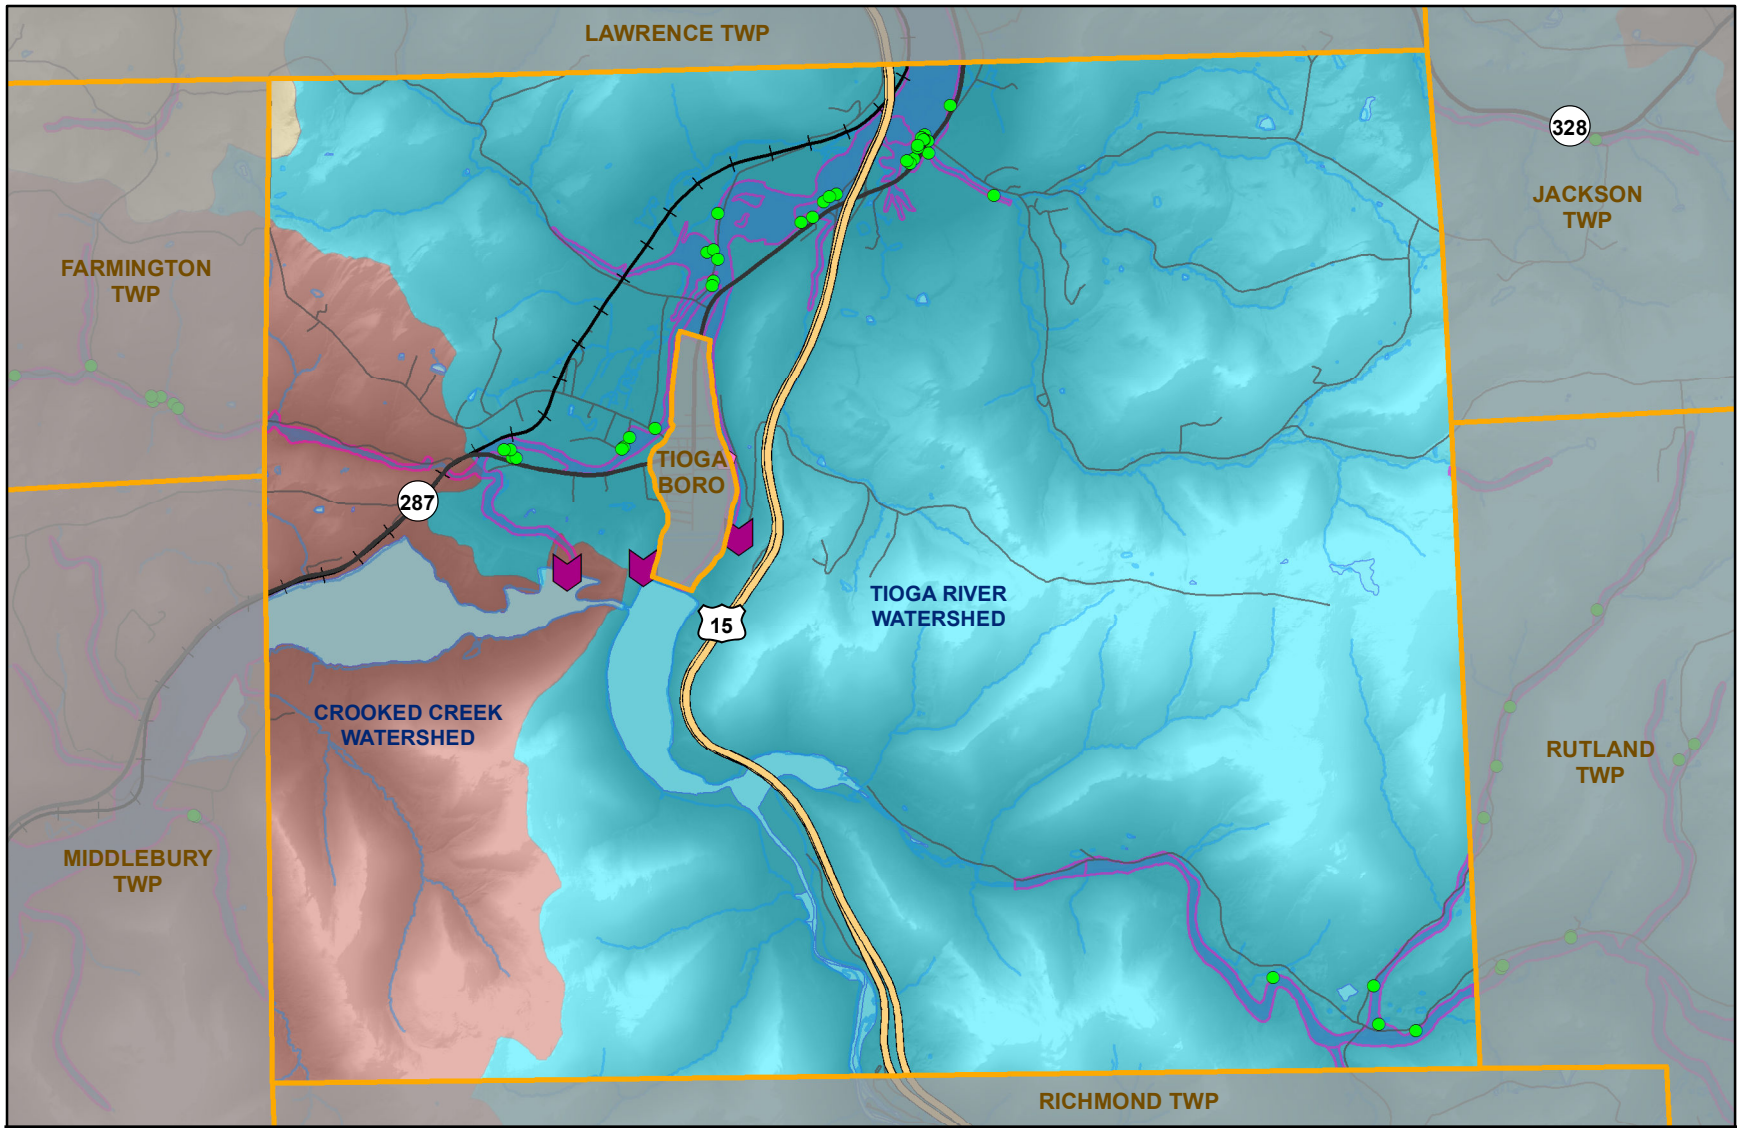 LAWRENCE TWP
328
JACKSON
TWP
FARMINGTON
TWP
TIOGA
BORO
287
TIOGA RIVER
WATERSHED
15
CROOKED CREEK
WATERSHED
RUTLAND
TWP
MIDDLEBURY
TWP
RICHMOND TWP